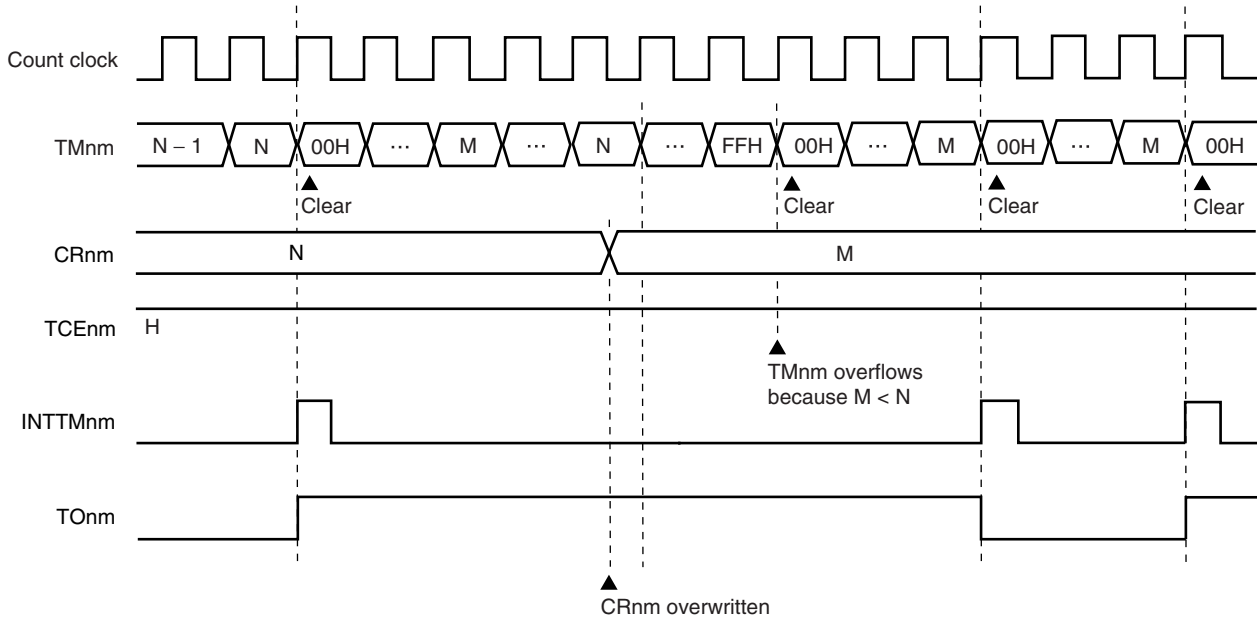 Count clock
TMnm N – 1 N 00H ··· M ··· N ··· FFH 00H ··· M 00H ··· M 00H
Clear Clear Clear Clear
CRnm N M
TCEnm H
TMnm overflows
because M < N
INTTMnm
TOnm
CRnm overwritten